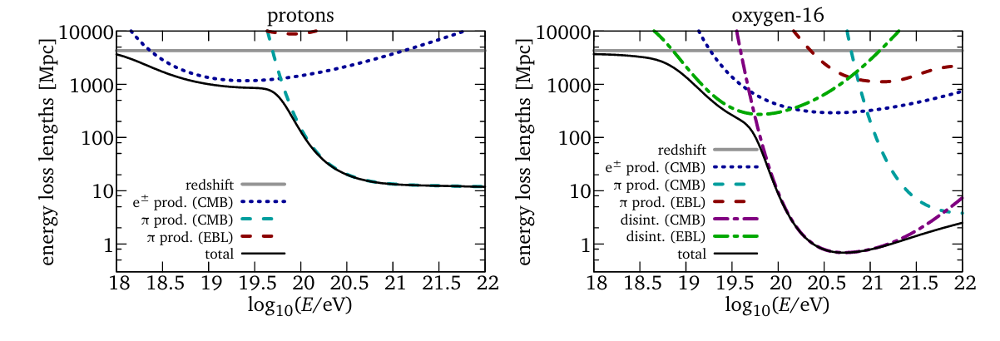 protons
energy loss lengths [Mpc]
10000
1000
100
10
1
redshift
e± prod. (CMB)
π prod. (CMB)
π prod. (EBL)
total
18 18.5 19 19.5 20 20.5 21 21.5 22
log₁₀(E/eV)
oxygen-16
energy loss lengths [Mpc]
10000
1000
100
10
1
redshift
e± prod. (CMB)
π prod. (CMB)
π prod. (EBL)
disint. (CMB)
disint. (EBL)
total
18 18.5 19 19.5 20 20.5 21 21.5 22
log₁₀(E/eV)